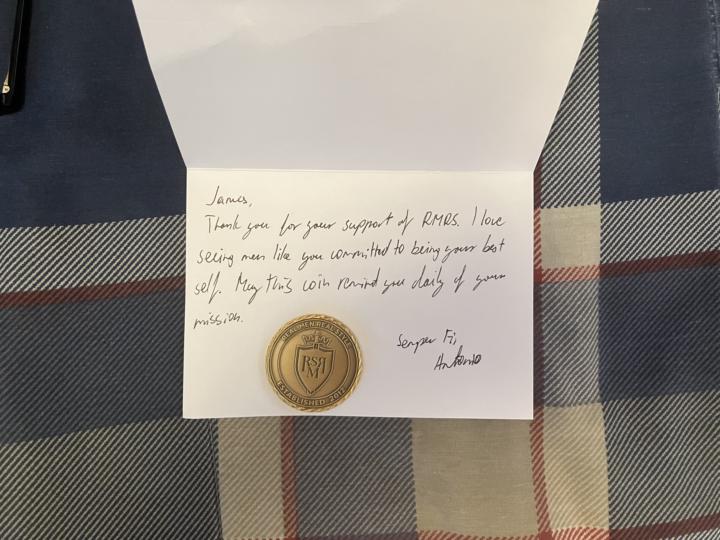 James,
Thank you for your support of RMRS. I love
seeing men like you committed to being your best
self. May this coin remind you daily of your
mission.
Semper Fi,
Antonio
REAL MEN REAL STYLE
RSR
M
ESTABLISHED 2017